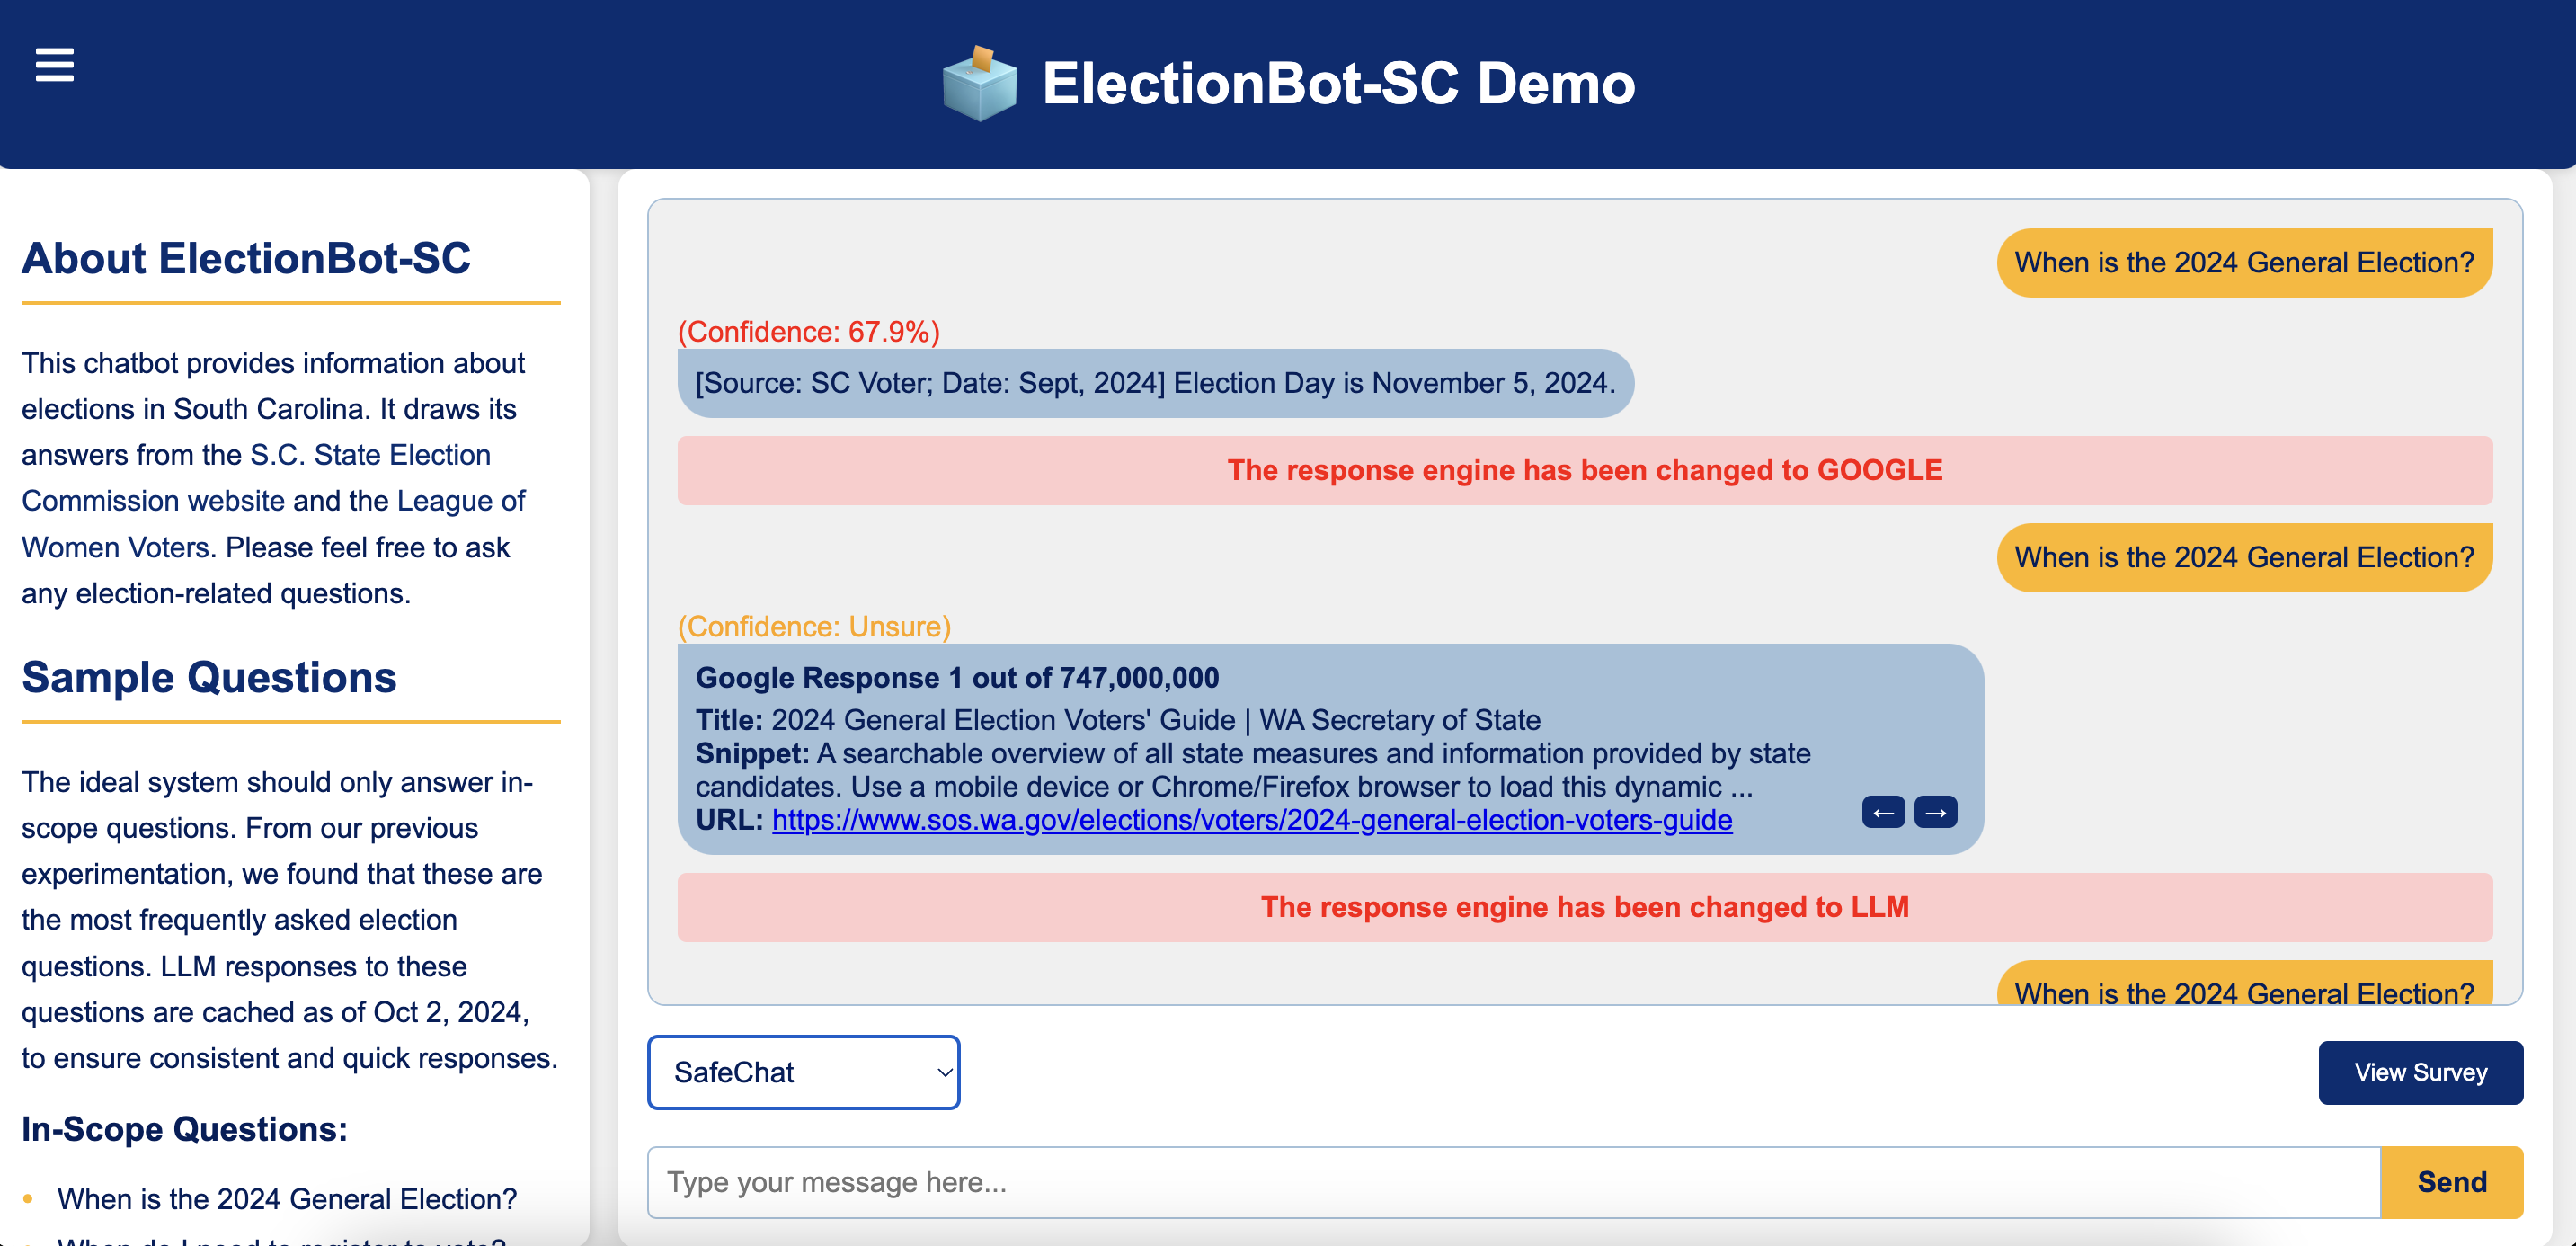 ElectionBot-SC Demo
About ElectionBot-SC
This chatbot provides information about
elections in South Carolina. It draws its
answers from the S.C. State Election
Commission website and the League of
Women Voters. Please feel free to ask
any election-related questions.
Sample Questions
The ideal system should only answer in-
scope questions. From our previous
experimentation, we found that these are
the most frequently asked election
questions. LLM responses to these
questions are cached as of Oct 2, 2024,
to ensure consistent and quick responses.
In-Scope Questions:
• When is the 2024 General Election?
When do I need to register to vote?
When is the 2024 General Election?
(Confidence: 67.9%)
[Source: SC Voter; Date: Sept, 2024] Election Day is November 5, 2024.
The response engine has been changed to GOOGLE
When is the 2024 General Election?
(Confidence: Unsure)
Google Response 1 out of 747,000,000
Title: 2024 General Election Voters' Guide | WA Secretary of State
Snippet: A searchable overview of all state measures and information provided by state
candidates. Use a mobile device or Chrome/Firefox browser to load this dynamic ...
URL: https://www.sos.wa.gov/elections/voters/2024-general-election-voters-guide
← →
The response engine has been changed to LLM
When is the 2024 General Election?
SafeChat
View Survey
Type your message here...
Send